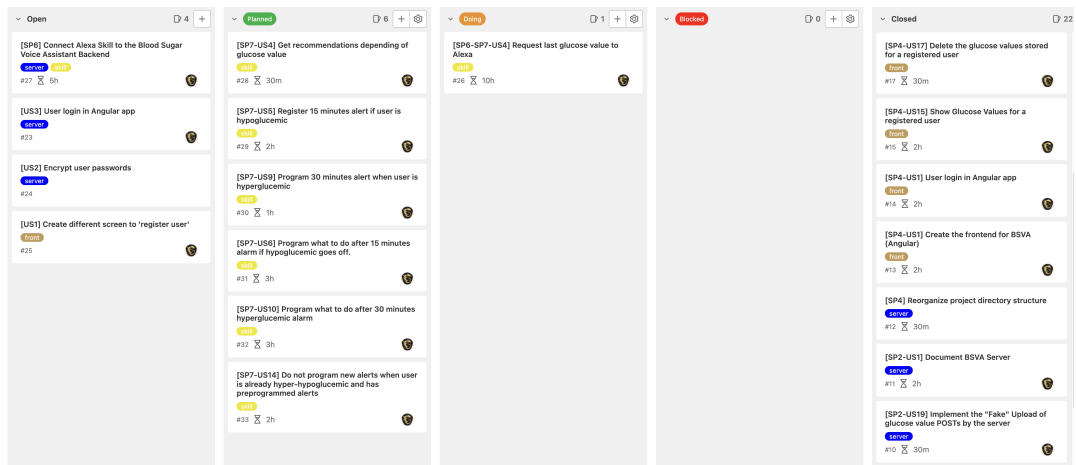 Open
4
[SP6] Connect Alexa Skill to the Blood Sugar
Voice Assistant Backend
server skill
#27 5h
[US3] User login in Angular app
server
#23
[US2] Encrypt user passwords
server
#24
[US1] Create different screen to 'register user'
front
#25
Planned
6
[SP7-US4] Get recommendations depending of
glucose value
skill
#28 30m
[SP7-US5] Register 15 minutes alert if user is
hypoglucemic
skill
#29 2h
[SP7-US9] Program 30 minutes alert when user is
hyperglucemic
skill
#30 1h
[SP7-US6] Program what to do after 15 minutes
alarm if hypoglucemic goes off.
skill
#31 3h
[SP7-US10] Program what to do after 30 minutes
hyperglucemic alarm
skill
#32 3h
[SP7-US14] Do not program new alerts when user
is already hyper-hypoglucemic and has
preprogrammed alerts
skill
#33 2h
Doing
1
[SP6-SP7-US4] Request last glucose value to
Alexa
skill
#26 10h
Blocked
0
Closed
22
[SP4-US17] Delete the glucose values stored
for a registered user
front
#17 30m
[SP4-US15] Show Glucose Values for a
registered user
front
#15 2h
[SP4-US1] User login in Angular app
front
#14 2h
[SP4-US1] Create the frontend for BSVA
(Angular)
front
#13 2h
[SP4] Reorganize project directory structure
server
#12 30m
[SP2-US1] Document BSVA Server
server
#11 2h
[SP2-US19] Implement the "Fake" Upload of
glucose value POSTs by the server
server
#10 30m